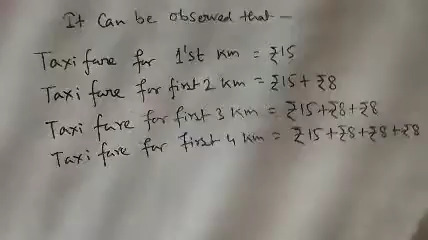 It Can be observed that –
Taxi fare for 1'st km = ₹15
Taxi fare for first 2 km = ₹15 + ₹8
Taxi fare for first 3 km = ₹15+₹8+₹8
Taxi fare for first 4 km = ₹15+₹8+₹8+₹8